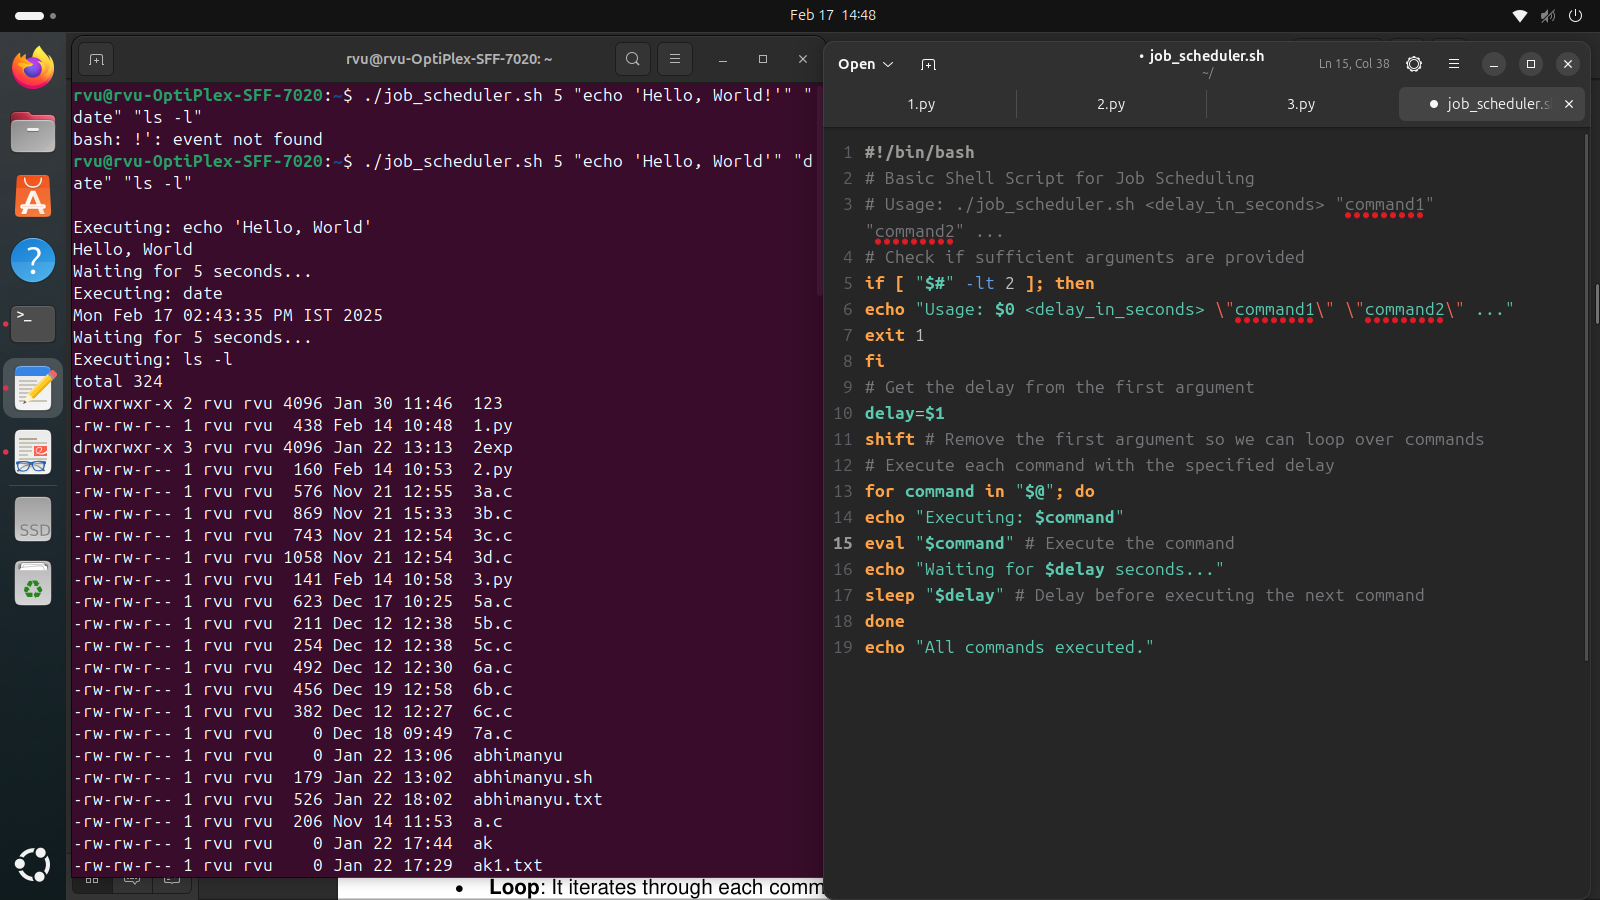 Feb 17 14:48
rvu@rvu-OptiPlex-SFF-7020: ~
rvu@rvu-OptiPlex-SFF-7020:~$ ./job_scheduler.sh 5 "echo 'Hello, World!'" "
date" "ls -l"
bash: !': event not found
rvu@rvu-OptiPlex-SFF-7020:~$ ./job_scheduler.sh 5 "echo 'Hello, World'" "d
ate" "ls -l"
Executing: echo 'Hello, World'
Hello, World
Waiting for 5 seconds...
Executing: date
Mon Feb 17 02:43:35 PM IST 2025
Waiting for 5 seconds...
Executing: ls -l
total 324
drwxrwxr-x 2 rvu rvu 4096 Jan 30 11:46  123
-rw-rw-r-- 1 rvu rvu  438 Feb 14 10:48  1.py
drwxrwxr-x 3 rvu rvu 4096 Jan 22 13:13  2exp
-rw-rw-r-- 1 rvu rvu  160 Feb 14 10:53  2.py
-rw-rw-r-- 1 rvu rvu  576 Nov 21 12:55  3a.c
-rw-rw-r-- 1 rvu rvu  869 Nov 21 15:33  3b.c
-rw-rw-r-- 1 rvu rvu  743 Nov 21 12:54  3c.c
-rw-rw-r-- 1 rvu rvu 1058 Nov 21 12:54  3d.c
-rw-rw-r-- 1 rvu rvu  141 Feb 14 10:58  3.py
-rw-rw-r-- 1 rvu rvu  623 Dec 17 10:25  5a.c
-rw-rw-r-- 1 rvu rvu  211 Dec 12 12:38  5b.c
-rw-rw-r-- 1 rvu rvu  254 Dec 12 12:38  5c.c
-rw-rw-r-- 1 rvu rvu  492 Dec 12 12:30  6a.c
-rw-rw-r-- 1 rvu rvu  456 Dec 19 12:58  6b.c
-rw-rw-r-- 1 rvu rvu  382 Dec 12 12:27  6c.c
-rw-rw-r-- 1 rvu rvu    0 Dec 18 09:49  7a.c
-rw-rw-r-- 1 rvu rvu    0 Jan 22 13:06  abhimanyu
-rw-rw-r-- 1 rvu rvu  179 Jan 22 13:02  abhimanyu.sh
-rw-rw-r-- 1 rvu rvu  526 Jan 22 18:02  abhimanyu.txt
-rw-rw-r-- 1 rvu rvu  206 Nov 14 11:53  a.c
-rw-rw-r-- 1 rvu rvu    0 Jan 22 17:44  ak
-rw-rw-r-- 1 rvu rvu    0 Jan 22 17:29  ak1.txt
SSD
• Loop: It iterates through each comm
Open
• job_scheduler.sh
~/
Ln 15, Col 38
1.py
2.py
3.py
job_scheduler.s
1 #!/bin/bash
2 # Basic Shell Script for Job Scheduling
3 # Usage: ./job_scheduler.sh <delay_in_seconds> "command1"
"command2" ...
4 # Check if sufficient arguments are provided
5 if [ "$#" -lt 2 ]; then
6 echo "Usage: $0 <delay_in_seconds> \"command1\" \"command2\" ..."
7 exit 1
8 fi
9 # Get the delay from the first argument
10 delay=$1
11 shift # Remove the first argument so we can loop over commands
12 # Execute each command with the specified delay
13 for command in "$@"; do
14 echo "Executing: $command"
15 eval "$command" # Execute the command
16 echo "Waiting for $delay seconds..."
17 sleep "$delay" # Delay before executing the next command
18 done
19 echo "All commands executed."